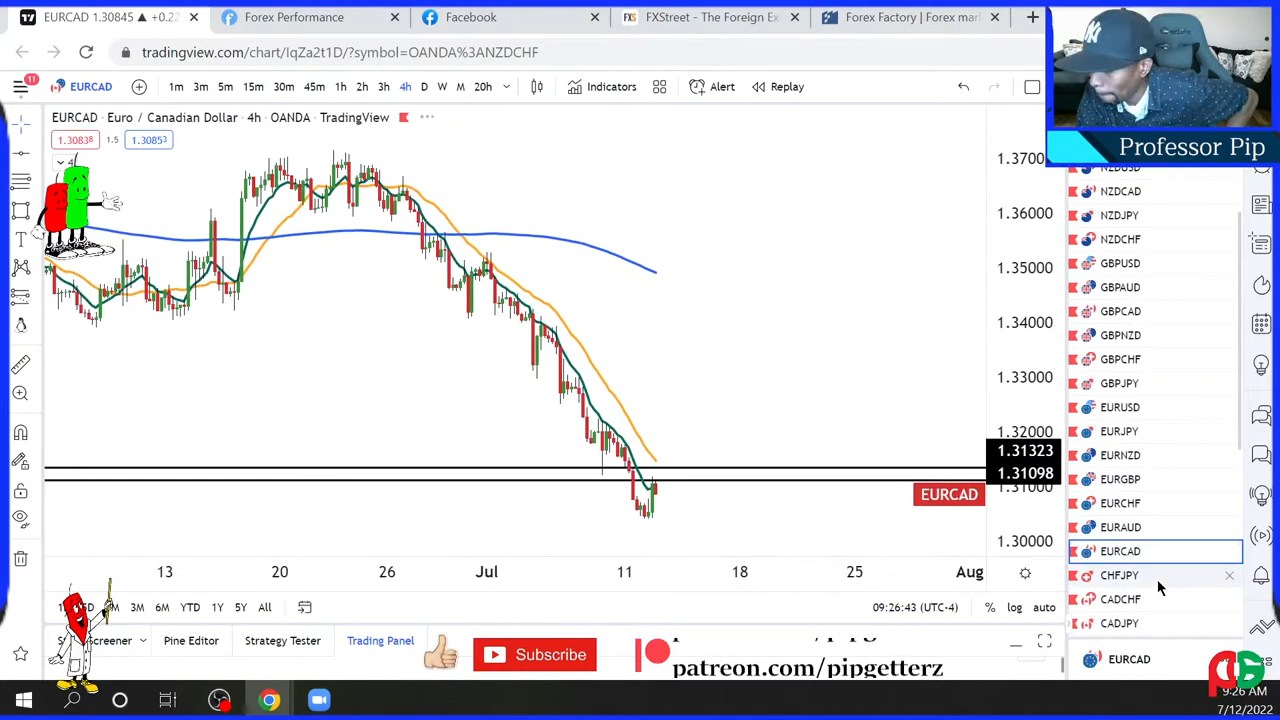 EURCAD 1.30845 ▲ +0.2
Forex Performance
Facebook
FXStreet - The Foreign Ex
Forex Factory | Forex mar
tradingview.com/chart/IqZa2t1D/?symbol=OANDA%3ANZDCHF
11
EURCAD
1m 3m 5m 15m 30m 45m 1h 2h 3h 4h D W M 20h
Indicators
Alert
Replay
Professor Pip
EURCAD · Euro / Canadian Dollar · 4h · OANDA · TradingView
1.30838 1.5 1.30853
4
1.37000
1.36000
1.35000
1.34000
1.33000
1.32000
1.31323
1.31098
1.31000
EURCAD
1.30000
13 20 26 Jul 11 18 25 Aug
NZDUSD
NZDCAD
NZDJPY
NZDCHF
GBPUSD
GBPAUD
GBPCAD
GBPNZD
GBPCHF
GBPJPY
EURUSD
EURJPY
EURNZD
EURGBP
EURCHF
EURAUD
EURCAD
CHFJPY
CADCHF
CADJPY
EURCAD
3M 6M YTD 1Y 5Y All
09:26:43 (UTC-4)
% log auto
Screener
Pine Editor
Strategy Tester
Trading Panel
Subscribe
patreon.com/pipgetterz
PG
9:26 AM
7/12/2022